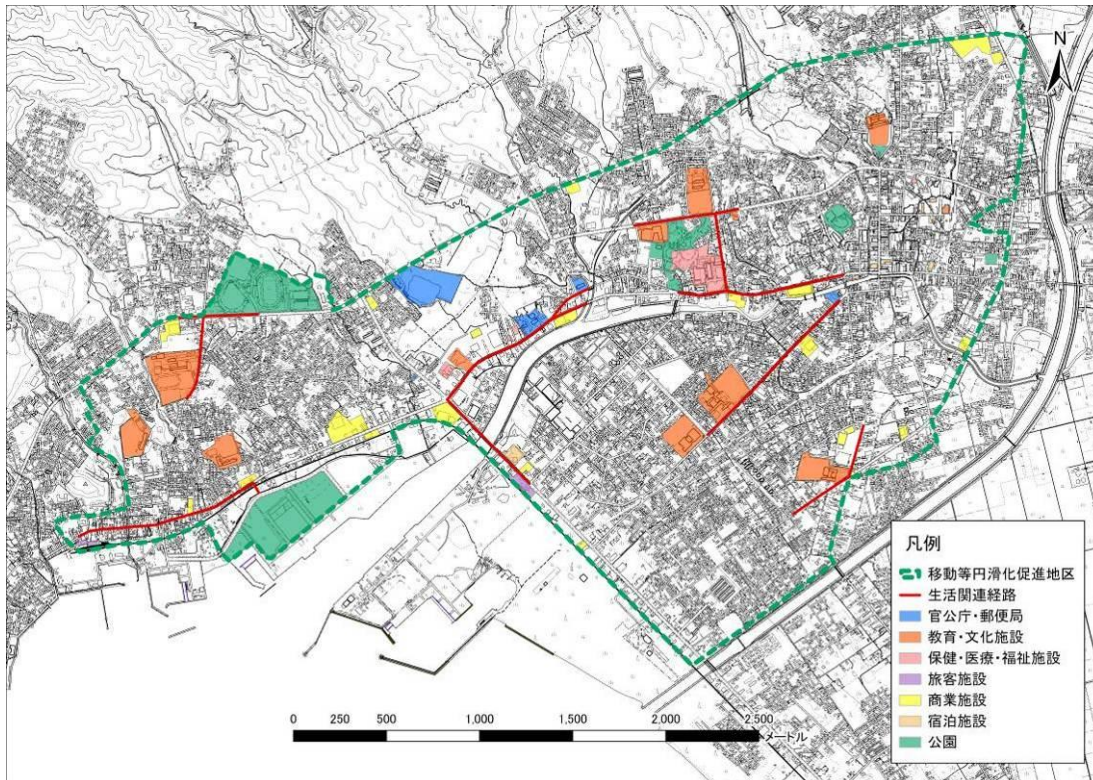 N
凡例
移動等円滑化促進地区
生活関連経路
官公庁・郵便局
教育・文化施設
保健・医療・福祉施設
旅客施設
商業施設
宿泊施設
公園
0 250 500 1,000 1,500 2,000 2,500
メートル